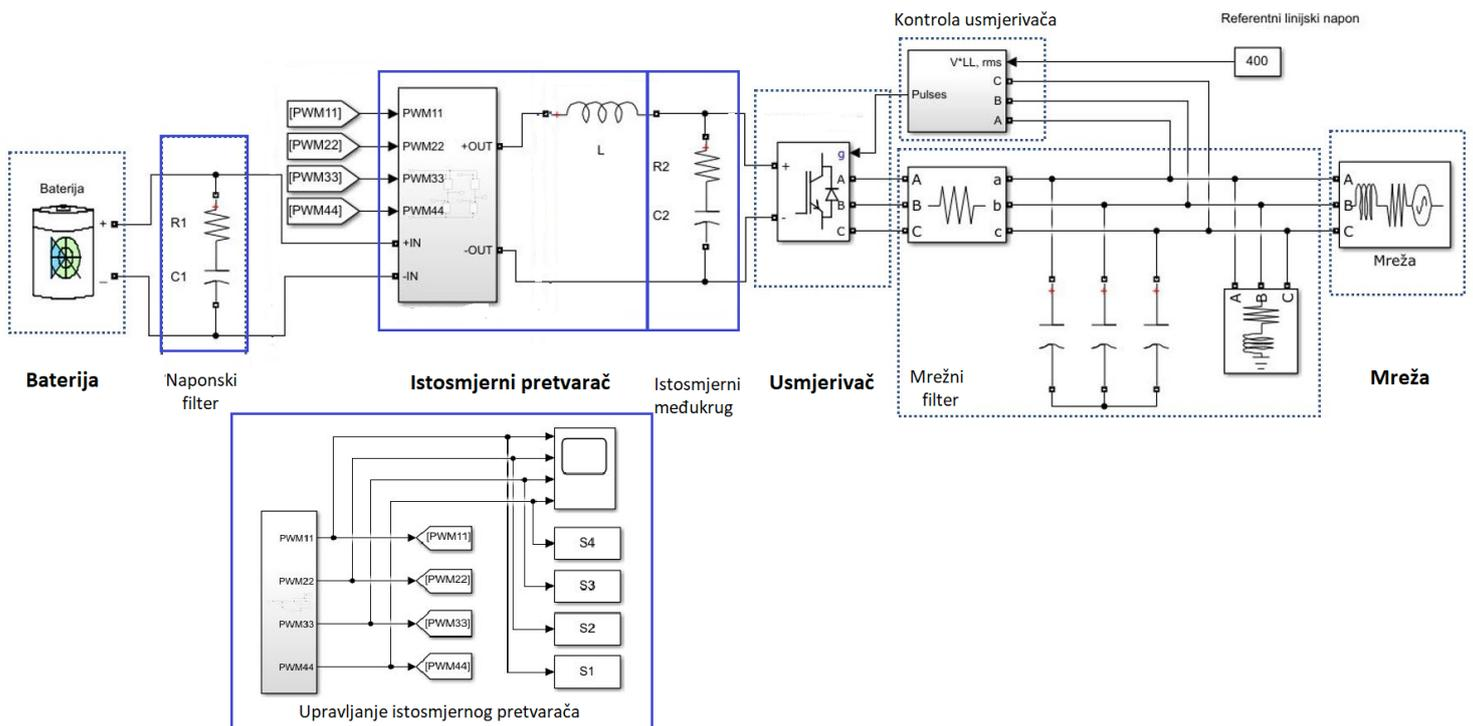 Kontrola usmjerivača
Referentni linijski napon
V*LL, rms
400
C
Pulses
B
A
[PWM11]
PWM11
[PWM22]
PWM22
+OUT
[PWM33]
PWM33
[PWM44]
PWM44
+IN
-OUT
-IN
L
R2
C2
Baterija
+
_
R1
C1
g
+
-
A
B
C
A
B
C
a
b
c
A
B
C
Mreža
A
B
C
Baterija
Naponski
filter
Istosmjerni pretvarač
Istosmjerni
međukrug
Usmjerivač
Mrežni
filter
Mreža
PWM11
[PWM11]
S4
PWM22
[PWM22]
S3
PWM33
[PWM33]
S2
PWM44
[PWM44]
S1
Upravljanje istosmjernog pretvarača